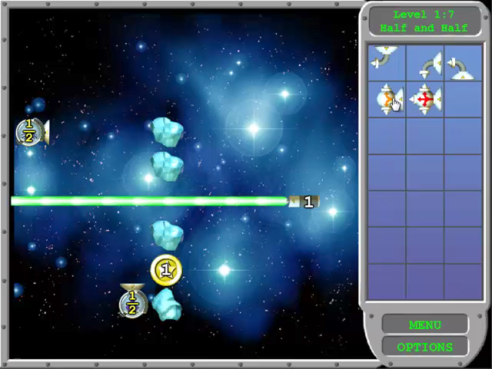 Level 1:7
Half and Half
1/2
1
1
1/2
MENU
OPTIONS